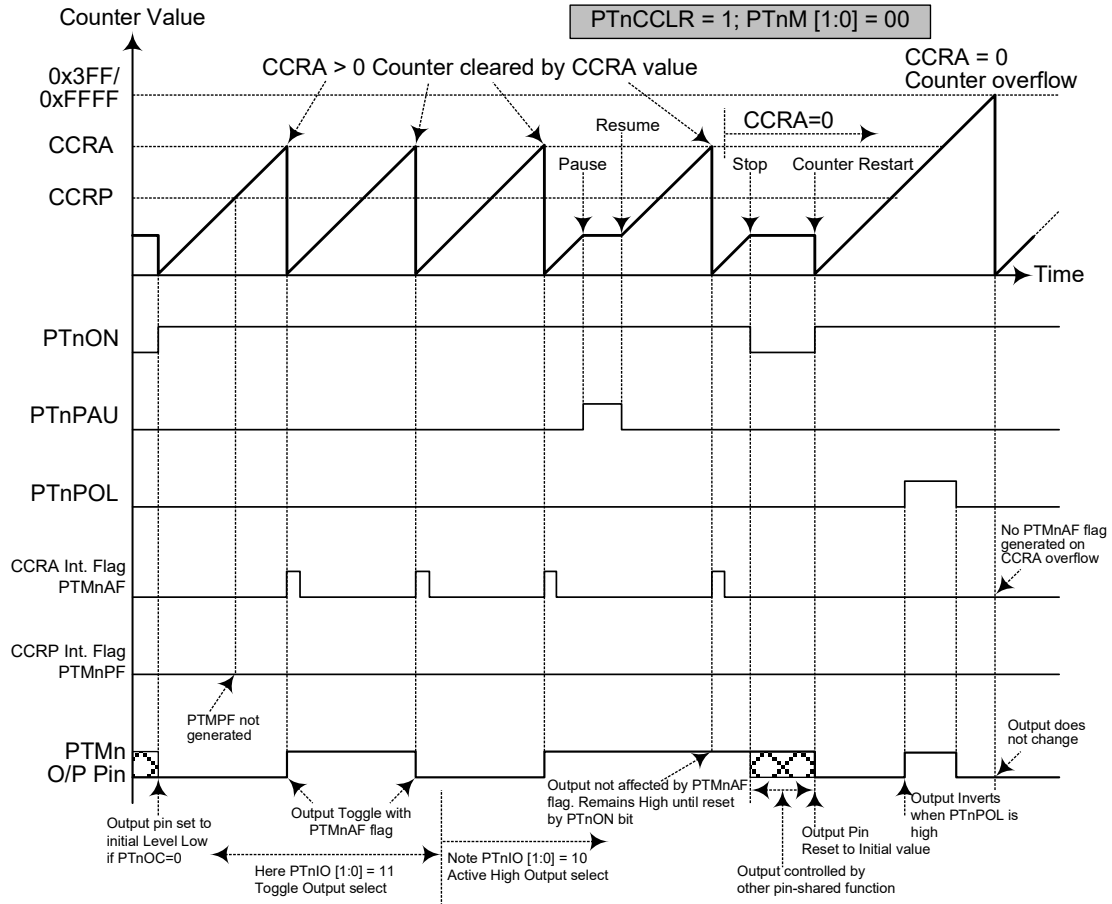 Counter Value
PTnCCLR = 1; PTnM [1:0] = 00
0x3FF/
0xFFFF
CCRA > 0 Counter cleared by CCRA value
CCRA = 0
Counter overflow
Resume
CCRA=0
CCRA
Pause
Stop
Counter Restart
CCRP
Time
PTnON
PTnPAU
PTnPOL
No PTMnAF flag
generated on
CCRA overflow
CCRA Int. Flag
PTMnAF
CCRP Int. Flag
PTMnPF
PTMPF not
generated
PTMn
O/P Pin
Output does
not change
Output pin set to
initial Level Low
if PTnOC=0
Output Toggle with
PTMnAF flag
Output not affected by PTMnAF
flag. Remains High until reset
by PTnON bit
Output Inverts
when PTnPOL is
high
Output Pin
Reset to Initial value
Here PTnIO [1:0] = 11
Toggle Output select
Note PTnIO [1:0] = 10
Active High Output select
Output controlled by
other pin-shared function